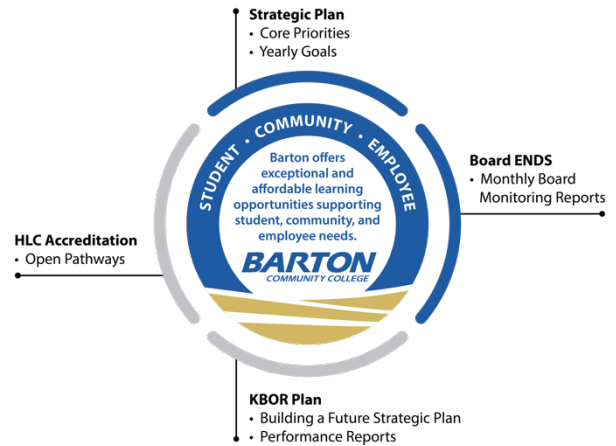 Strategic Plan
• Core Priorities
• Yearly Goals
STUDENT • COMMUNITY • EMPLOYEE
Barton offers
exceptional and
affordable learning
opportunities supporting
student, community, and
employee needs.
BARTON
COMMUNITY COLLEGE
Board ENDS
• Monthly Board
Monitoring Reports
HLC Accreditation
• Open Pathways
KBOR Plan
• Building a Future Strategic Plan
• Performance Reports